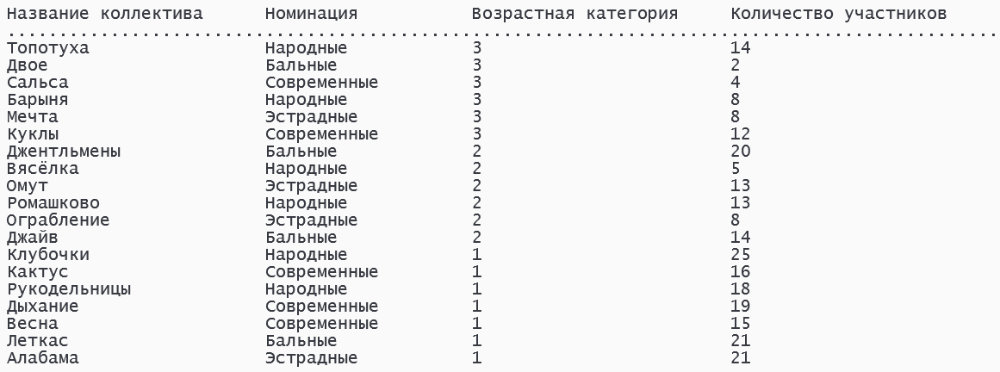 Название коллектива Номинация Возрастная категория Количество участников
................................................................................................
Топотуха Народные 3 14
Двое Бальные 3 2
Сальса Современные 3 4
Барыня Народные 3 8
Мечта Эстрадные 3 8
Куклы Современные 3 12
Джентльмены Бальные 2 20
Вясёлка Народные 2 5
Омут Эстрадные 2 13
Ромашково Народные 2 13
Ограбление Эстрадные 2 8
Джайв Бальные 2 14
Клубочки Народные 1 25
Кактус Современные 1 16
Рукодельницы Народные 1 18
Дыхание Современные 1 19
Весна Современные 1 15
Леткас Бальные 1 21
Алабама Эстрадные 1 21